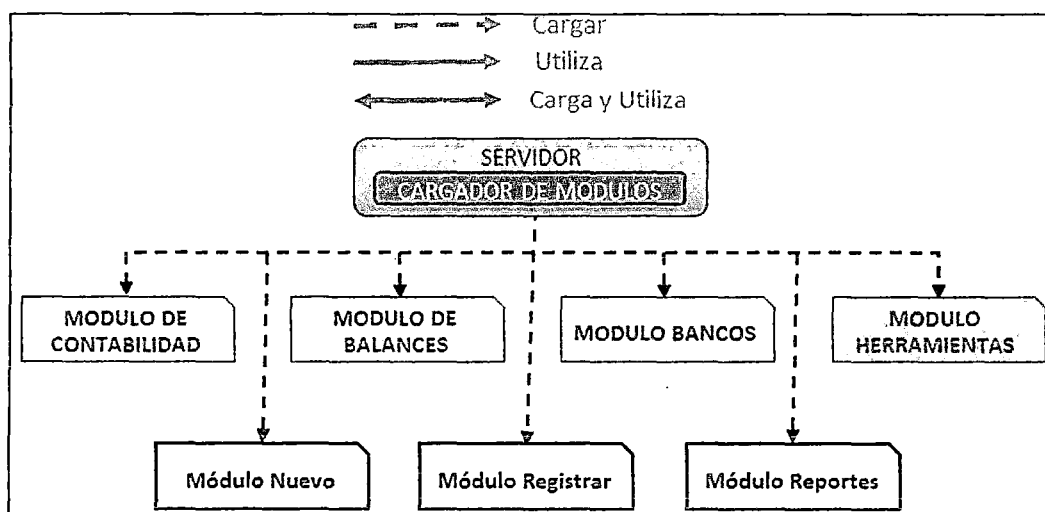 Cargar
Utiliza
Carga y Utiliza
SERVIDOR
CARGADOR DE MODULOS
MODULO DE
CONTABILIDAD
MODULO DE
BALANCES
MODULO BANCOS
MODULO
HERRAMIENTAS
Módulo Nuevo
Módulo Registrar
Módulo Reportes